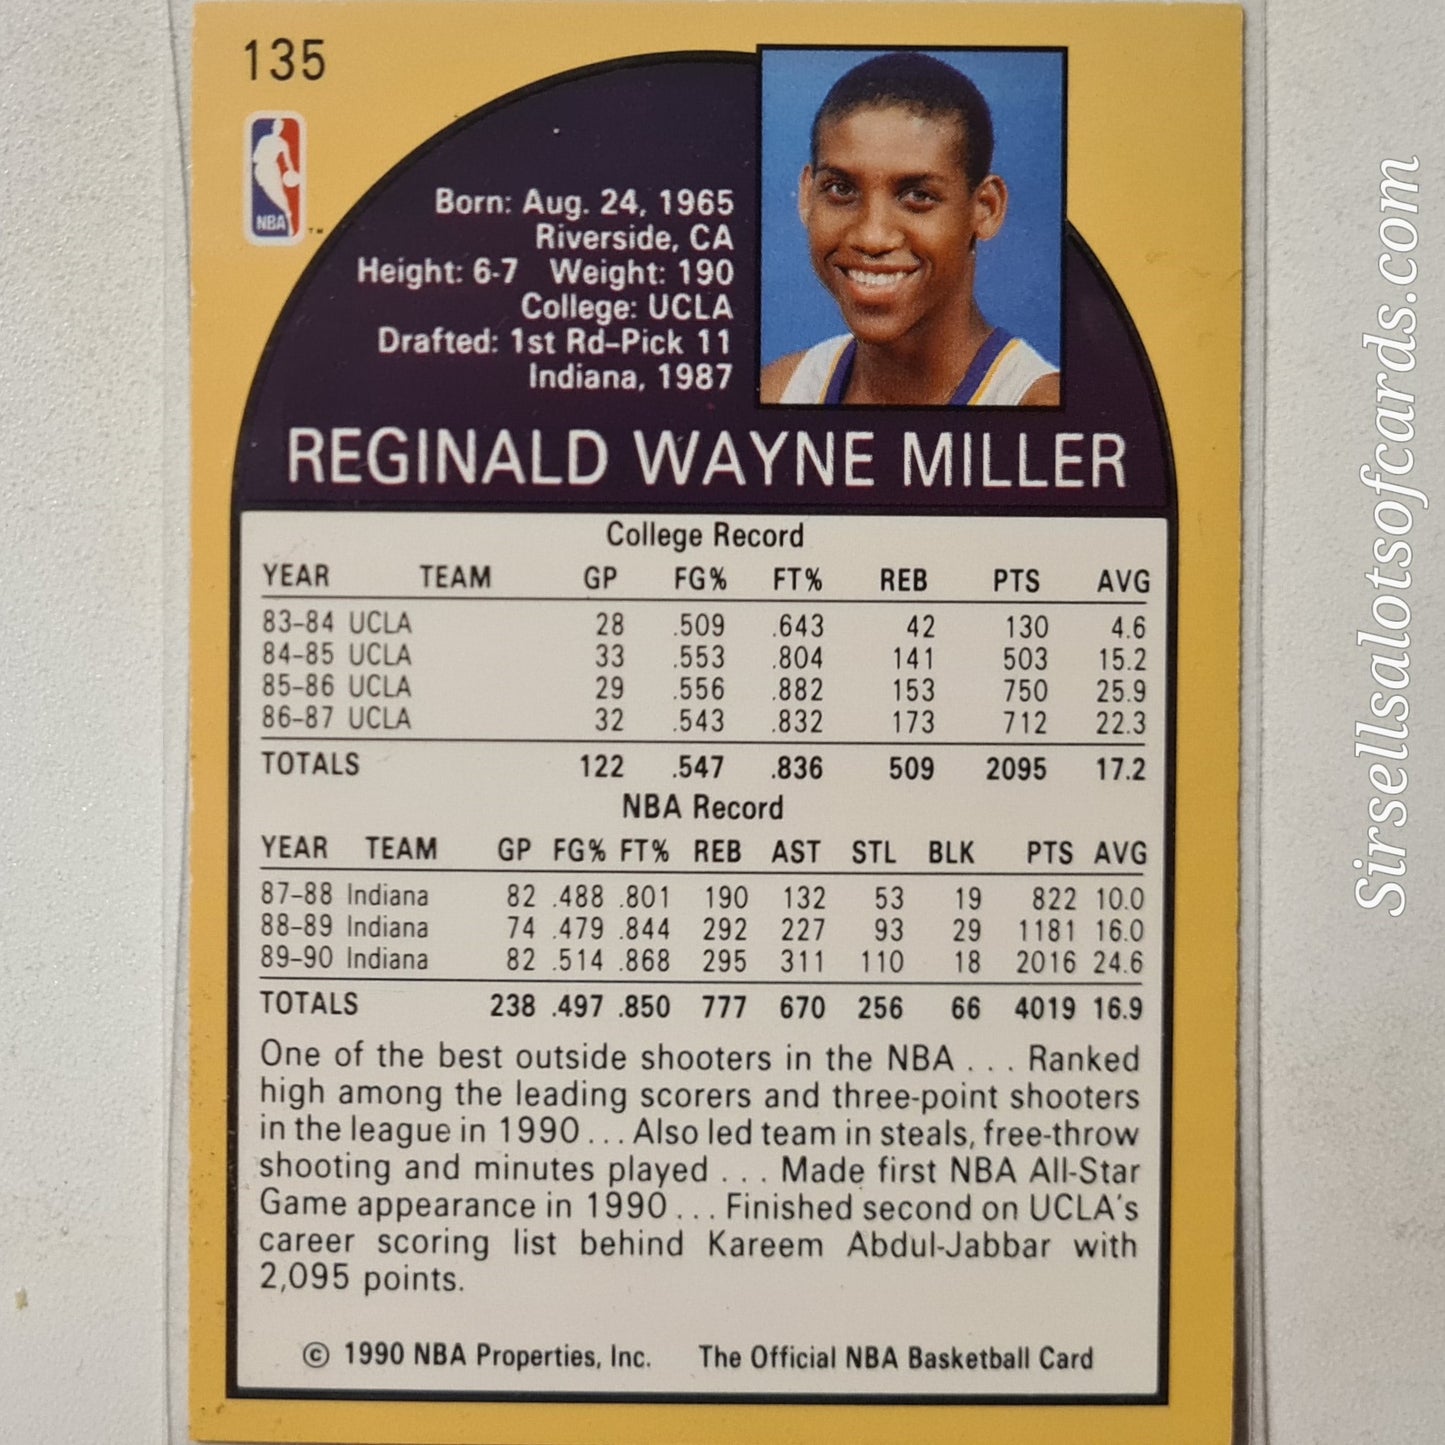 135
NBA
TM
Born: Aug. 24, 1965
Riverside, CA
Height: 6-7 Weight: 190
College: UCLA
Drafted: 1st Rd–Pick 11
Indiana, 1987
REGINALD WAYNE MILLER
College Record
YEAR TEAM GP FG% FT% REB PTS AVG
83–84 UCLA 28 .509 .643 42 130 4.6
84–85 UCLA 33 .553 .804 141 503 15.2
85–86 UCLA 29 .556 .882 153 750 25.9
86–87 UCLA 32 .543 .832 173 712 22.3
TOTALS 122 .547 .836 509 2095 17.2
NBA Record
YEAR TEAM GP FG% FT% REB AST STL BLK PTS AVG
87–88 Indiana 82 .488 .801 190 132 53 19 822 10.0
88–89 Indiana 74 .479 .844 292 227 93 29 1181 16.0
89–90 Indiana 82 .514 .868 295 311 110 18 2016 24.6
TOTALS 238 .497 .850 777 670 256 66 4019 16.9
One of the best outside shooters in the NBA . . . Ranked
high among the leading scorers and three-point shooters
in the league in 1990 . . . Also led team in steals, free-throw
shooting and minutes played . . . Made first NBA All-Star
Game appearance in 1990 . . . Finished second on UCLA's
career scoring list behind Kareem Abdul-Jabbar with
2,095 points.
© 1990 NBA Properties, Inc. The Official NBA Basketball Card
Sirsellsalotsofcards.com